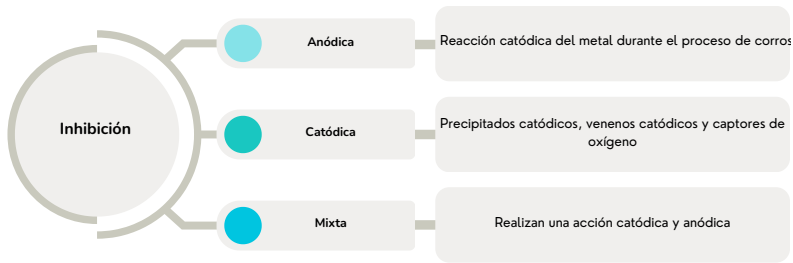 Inhibición
Anódica
Reacción catódica del metal durante el proceso de corros
Catódica
Precipitados catódicos, venenos catódicos y captores de
oxígeno
Mixta
Realizan una acción catódica y anódica